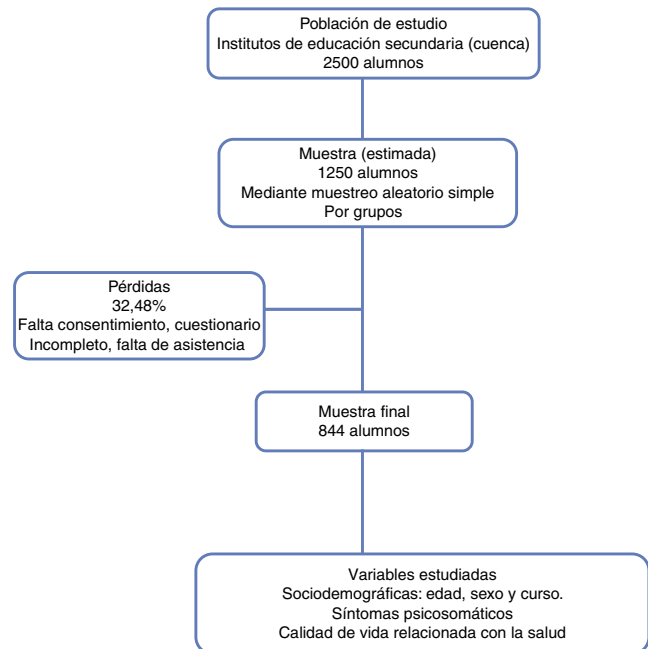 Población de estudio
Institutos de educación secundaria (cuenca)
2500 alumnos
Muestra (estimada)
1250 alumnos
Mediante muestreo aleatorio simple
Por grupos
Pérdidas
32,48%
Falta consentimiento, cuestionario
Incompleto, falta de asistencia
Muestra final
844 alumnos
Variables estudiadas
Sociodemográficas: edad, sexo y curso.
Síntomas psicosomáticos
Calidad de vida relacionada con la salud